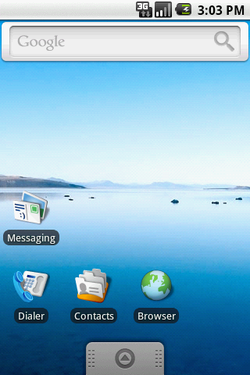 3G 3:03 PM
Google
Messaging
Dialer Contacts Browser